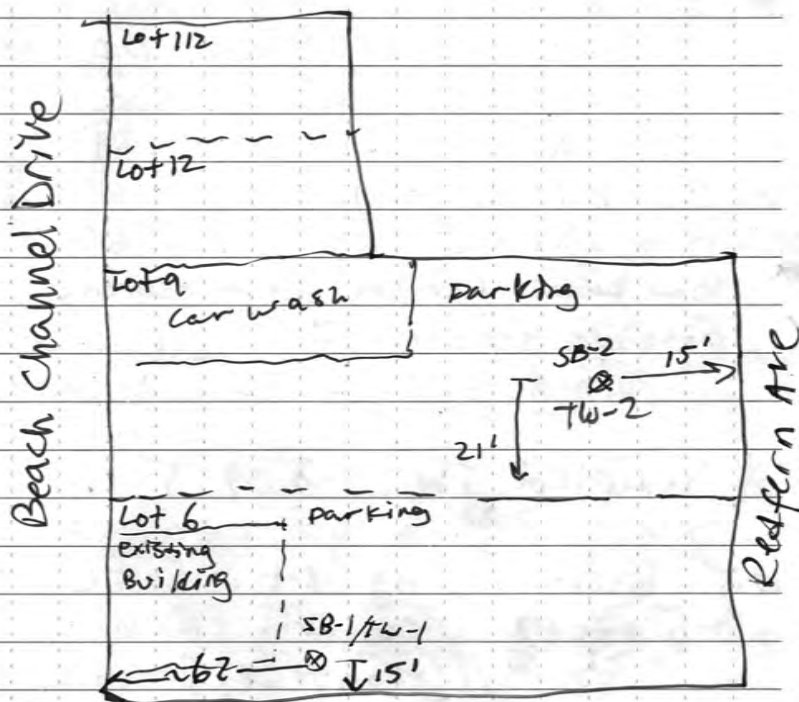 Lot 112
Beach Channel Drive
Lot 12
Lot 9
car wash
Parking
SB-2
15'
TW-2
21'
Redfern Ave
Lot 6
parking
existing
Building
SB-1/TW-1
~62
15'